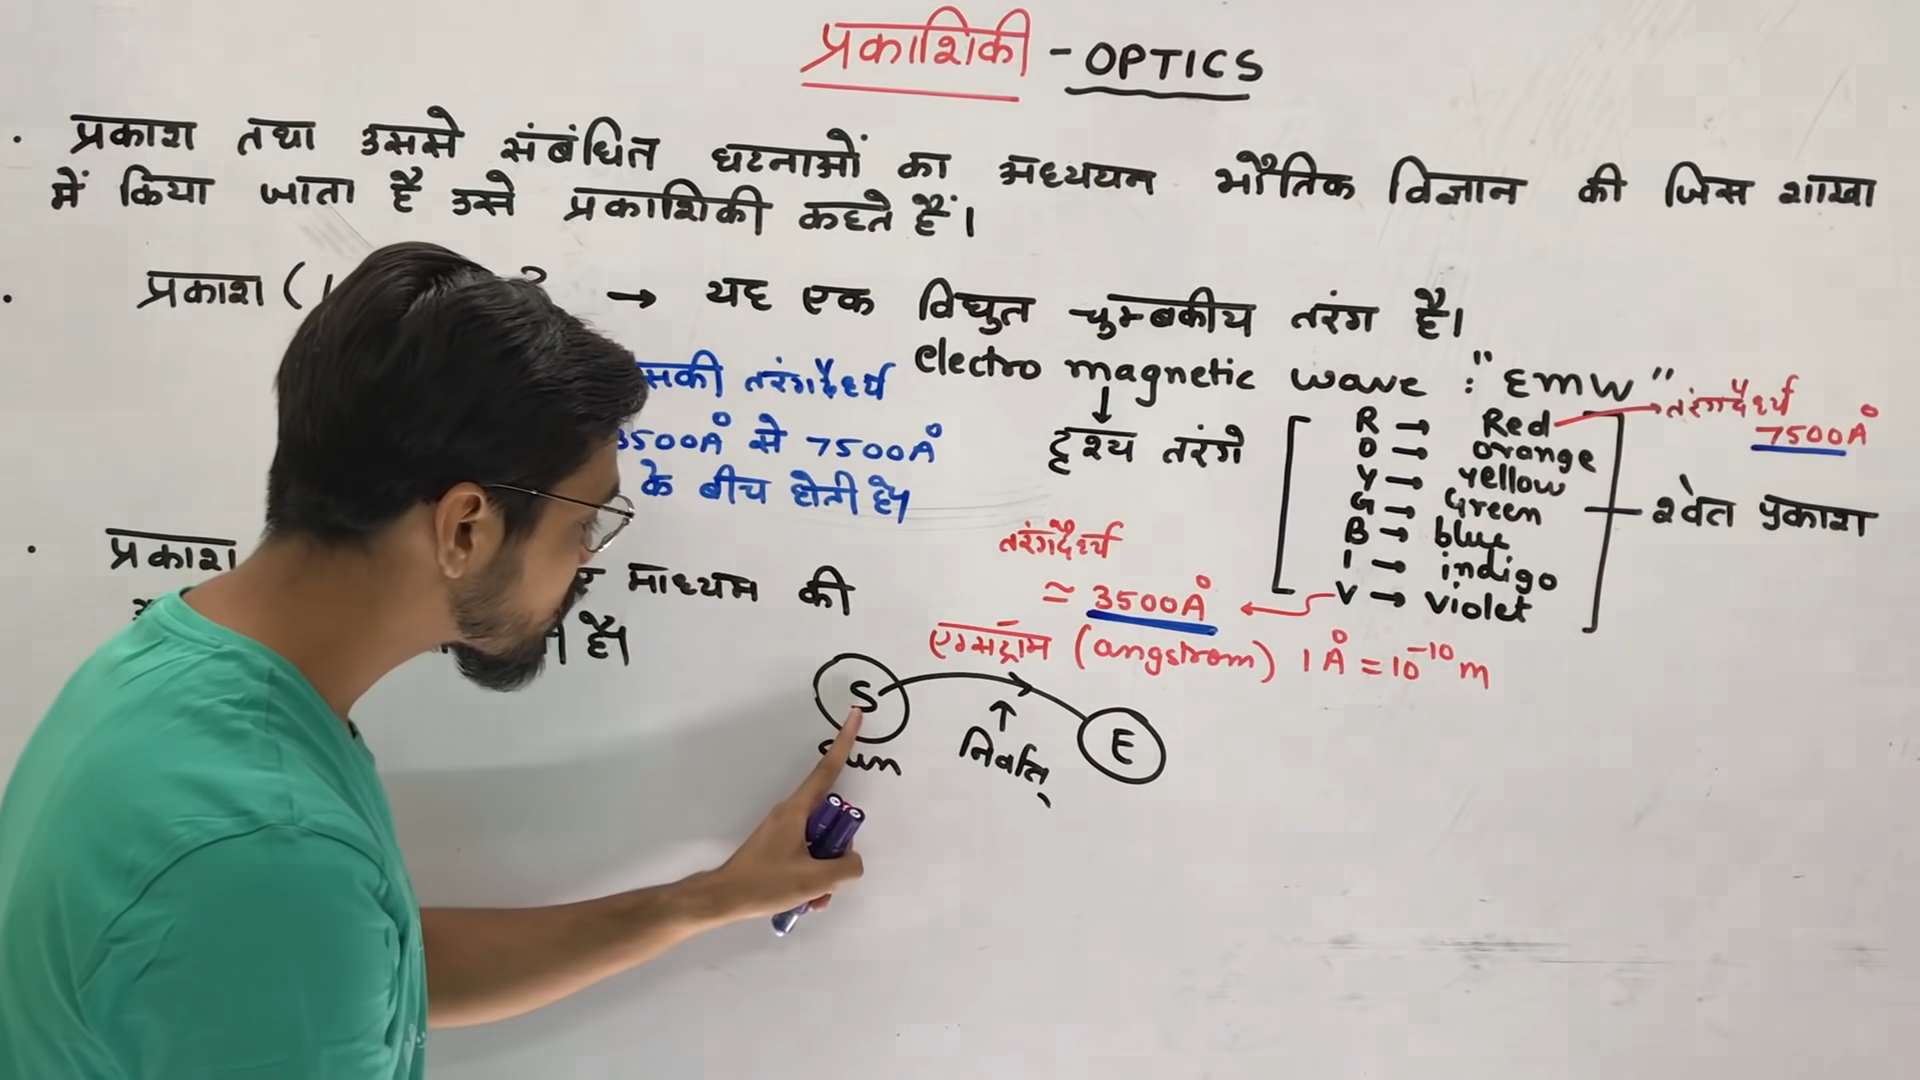 प्रकाशिकी - OPTICS
• प्रकाश तथा उससे संबंधित घटनाओं का अध्ययन भौतिक विज्ञान की जिस शाखा
में किया जाता है उसे प्रकाशिकी कहते हैं।
• प्रकाश ( → यह एक विद्युत चुम्बकीय तरंग है।
electro magnetic wave : "EMW"
↓
दृश्य तरंगे
सकी तरंगदैर्ध्य
3500Å से 7500Å
के बीच होती है।
R → Red → तरंगदैर्ध्य 7500Å
O → orange
Y → yellow
G → Green
B → blue
I → indigo
V → violet
श्वेत प्रकाश
तरंगदैर्ध्य
≃ 3500Å
एंगस्ट्रॉम (angstrom) 1Å = 10⁻¹⁰m
• प्रकाश माध्यम की
है।
S → E
Sun
↑
निर्वात्